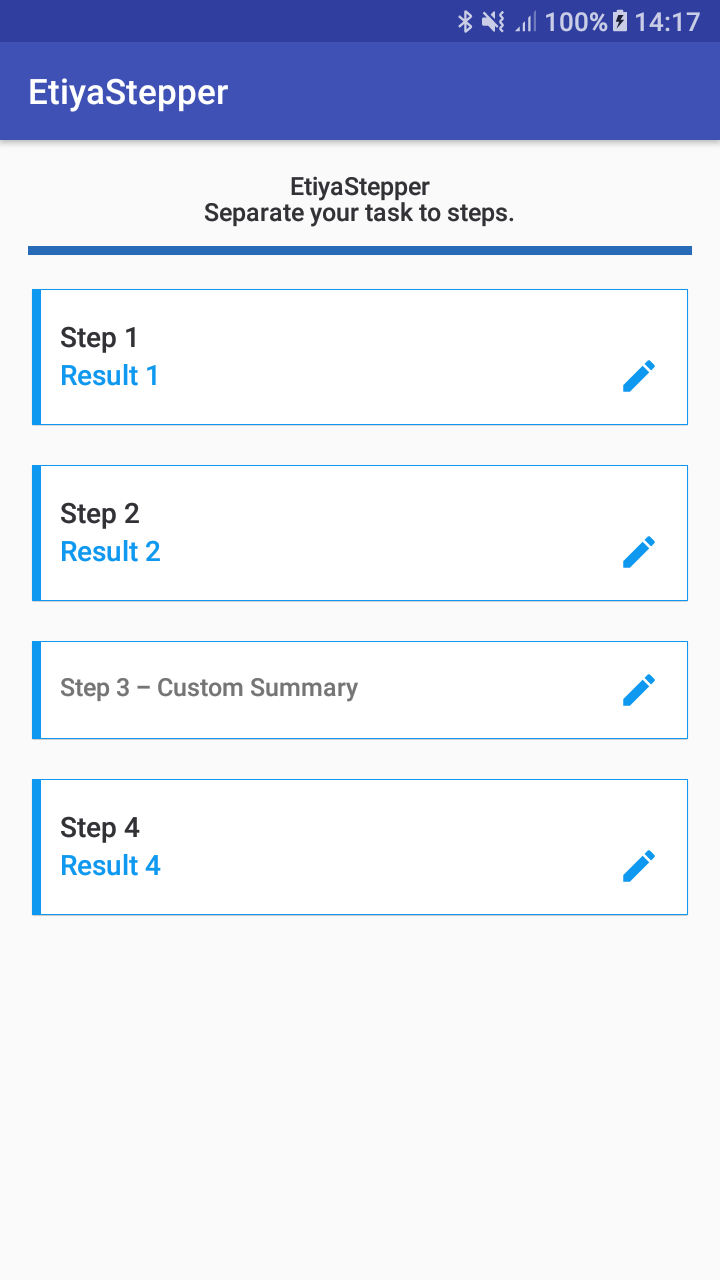 100% 14:17
EtiyaStepper
EtiyaStepper
Separate your task to steps.
Step 1
Result 1
Step 2
Result 2
Step 3 – Custom Summary
Step 4
Result 4